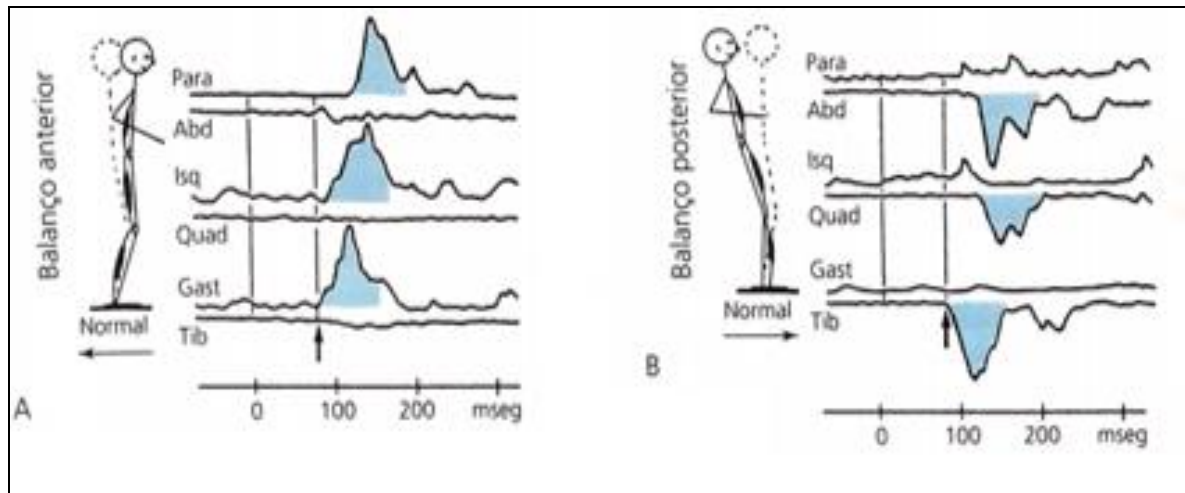 Balanço anterior
Para
Abd
Isq
Quad
Gast
Tib
Normal
A
0 100 200 mseg
Balanço posterior
Para
Abd
Isq
Quad
Gast
Tib
Normal
B
0 100 200 mseg